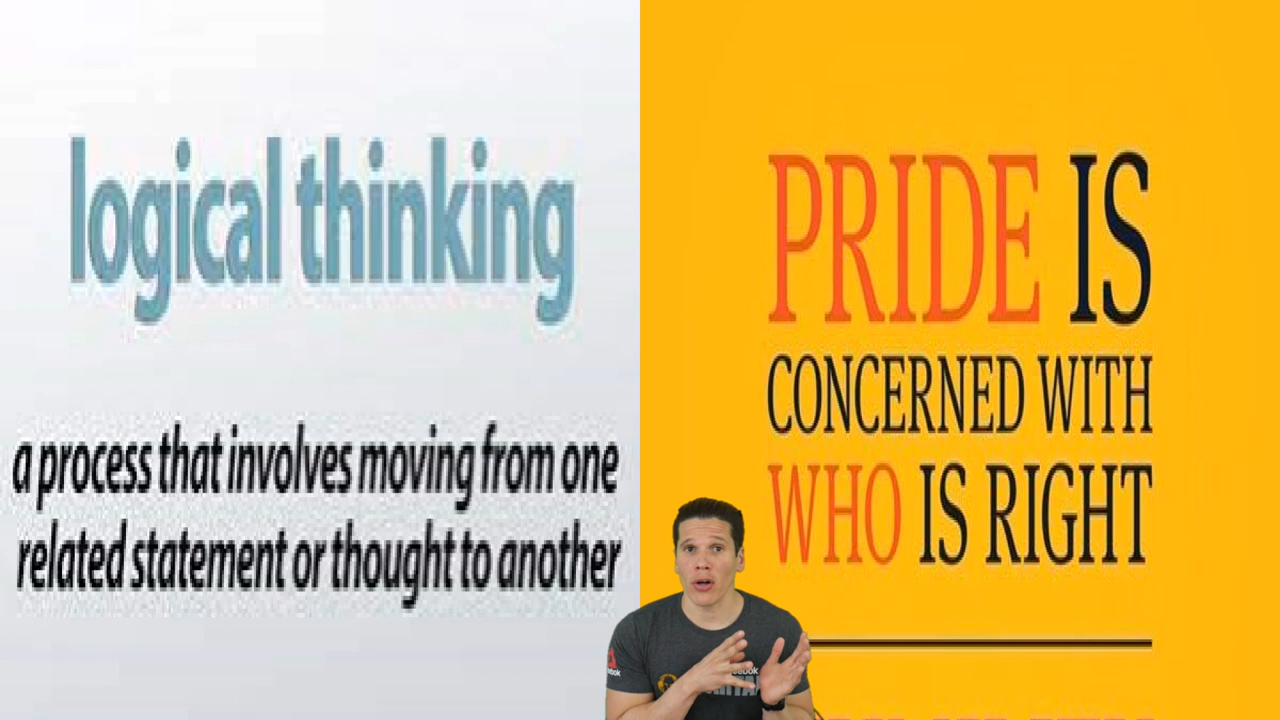 logical thinking
a process that involves moving from one
related statement or thought to another
PRIDE IS
CONCERNED WITH
WHO IS RIGHT